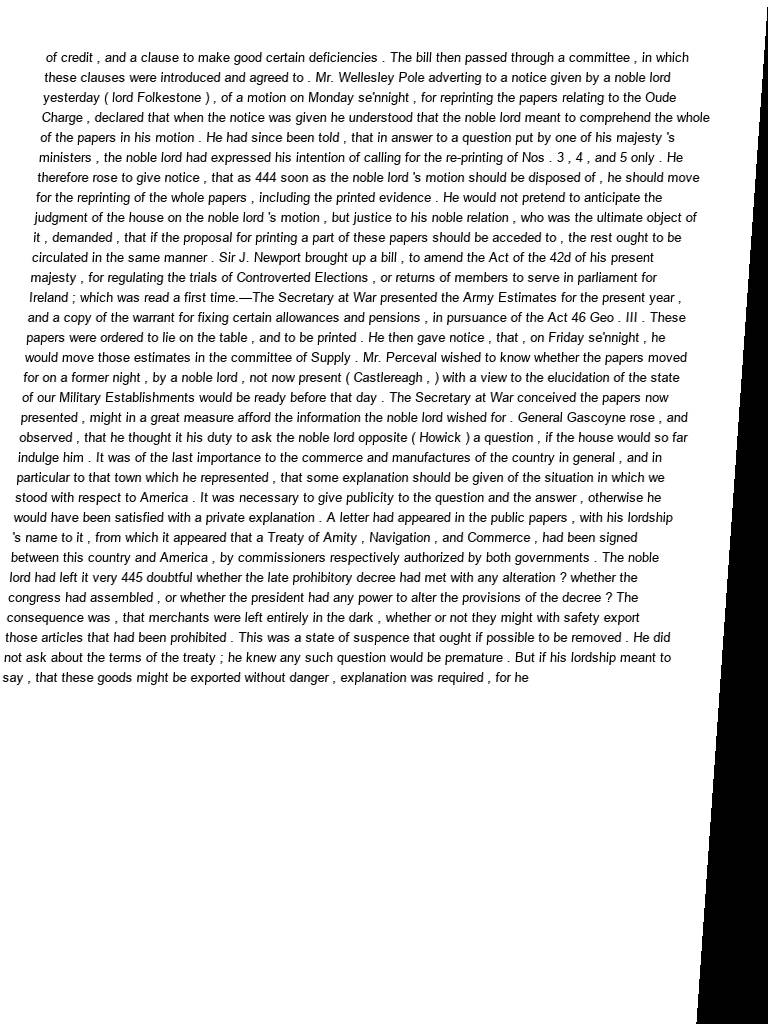 of credit , and a clause to make good certain deficiencies . The bill then passed through a committee , in which
these clauses were introduced and agreed to . Mr. Wellesley Pole adverting to a notice given by a noble lord
yesterday ( lord Folkestone ) , of a motion on Monday se'nnight , for reprinting the papers relating to the Oude
Charge , declared that when the notice was given he understood that the noble lord meant to comprehend the whole
of the papers in his motion . He had since been told , that in answer to a question put by one of his majesty 's
ministers , the noble lord had expressed his intention of calling for the re-printing of Nos . 3 , 4 , and 5 only . He
therefore rose to give notice , that as 444 soon as the noble lord 's motion should be disposed of , he should move
for the reprinting of the whole papers , including the printed evidence . He would not pretend to anticipate the
judgment of the house on the noble lord 's motion , but justice to his noble relation , who was the ultimate object of
it , demanded , that if the proposal for printing a part of these papers should be acceded to , the rest ought to be
circulated in the same manner . Sir J. Newport brought up a bill , to amend the Act of the 42d of his present
majesty , for regulating the trials of Controverted Elections , or returns of members to serve in parliament for
Ireland ; which was read a first time.—The Secretary at War presented the Army Estimates for the present year ,
and a copy of the warrant for fixing certain allowances and pensions , in pursuance of the Act 46 Geo . III . These
papers were ordered to lie on the table , and to be printed . He then gave notice , that , on Friday se'nnight , he
would move those estimates in the committee of Supply . Mr. Perceval wished to know whether the papers moved
for on a former night , by a noble lord , not now present ( Castlereagh , ) with a view to the elucidation of the state
of our Military Establishments would be ready before that day . The Secretary at War conceived the papers now
presented , might in a great measure afford the information the noble lord wished for . General Gascoyne rose , and
observed , that he thought it his duty to ask the noble lord opposite ( Howick ) a question , if the house would so far
indulge him . It was of the last importance to the commerce and manufactures of the country in general , and in
particular to that town which he represented , that some explanation should be given of the situation in which we
stood with respect to America . It was necessary to give publicity to the question and the answer , otherwise he
would have been satisfied with a private explanation . A letter had appeared in the public papers , with his lordship
's name to it , from which it appeared that a Treaty of Amity , Navigation , and Commerce , had been signed
between this country and America , by commissioners respectively authorized by both governments . The noble
lord had left it very 445 doubtful whether the late prohibitory decree had met with any alteration ? whether the
congress had assembled , or whether the president had any power to alter the provisions of the decree ? The
consequence was , that merchants were left entirely in the dark , whether or not they might with safety export
those articles that had been prohibited . This was a state of suspence that ought if possible to be removed . He did
not ask about the terms of the treaty ; he knew any such question would be premature . But if his lordship meant to
say , that these goods might be exported without danger , explanation was required , for he